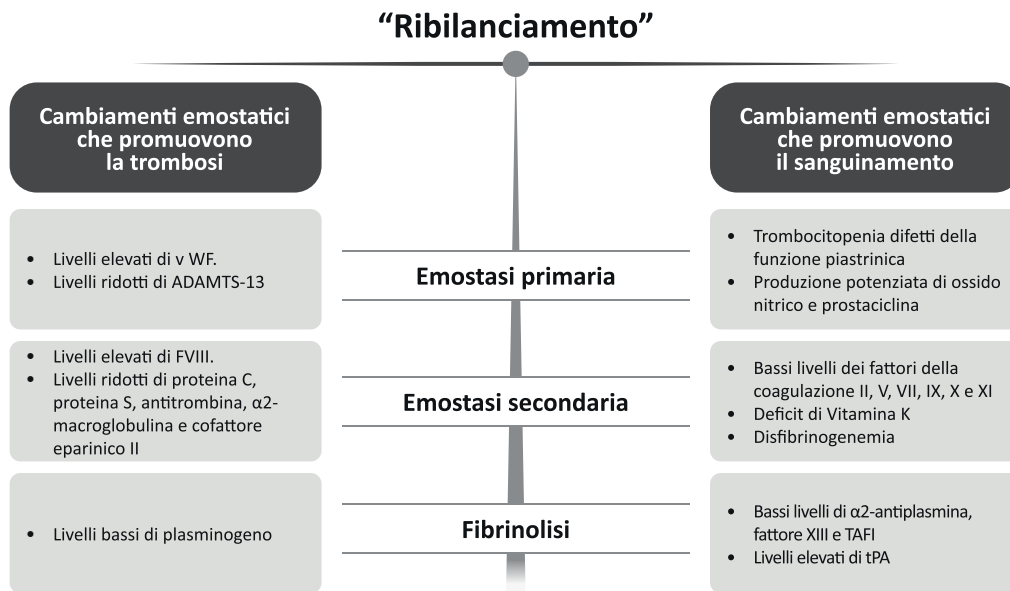 “Ribilanciamento”
Cambiamenti emostatici
che promuovono
la trombosi
Cambiamenti emostatici
che promuovono
il sanguinamento
• Livelli elevati di v WF.
• Livelli ridotti di ADAMTS-13
Emostasi primaria
• Trombocitopenia difetti della
funzione piastrinica
• Produzione potenziata di ossido
nitrico e prostaciclina
• Livelli elevati di FVIII.
• Livelli ridotti di proteina C,
proteina S, antitrombina, α2-
macroglobulina e cofattore
eparinico II
Emostasi secondaria
• Bassi livelli dei fattori della
coagulazione II, V, VII, IX, X e XI
• Deficit di Vitamina K
• Disfibrinogenemia
• Livelli bassi di plasminogeno
Fibrinolisi
• Bassi livelli di α2-antiplasmina,
fattore XIII e TAFI
• Livelli elevati di tPA